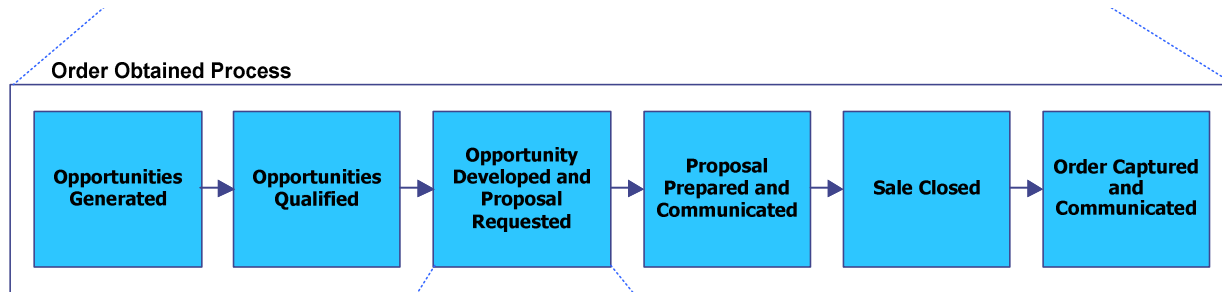 Order Obtained Process
Opportunities
Generated
Opportunities
Qualified
Opportunity
Developed and
Proposal
Requested
Proposal
Prepared and
Communicated
Sale Closed
Order Captured
and
Communicated